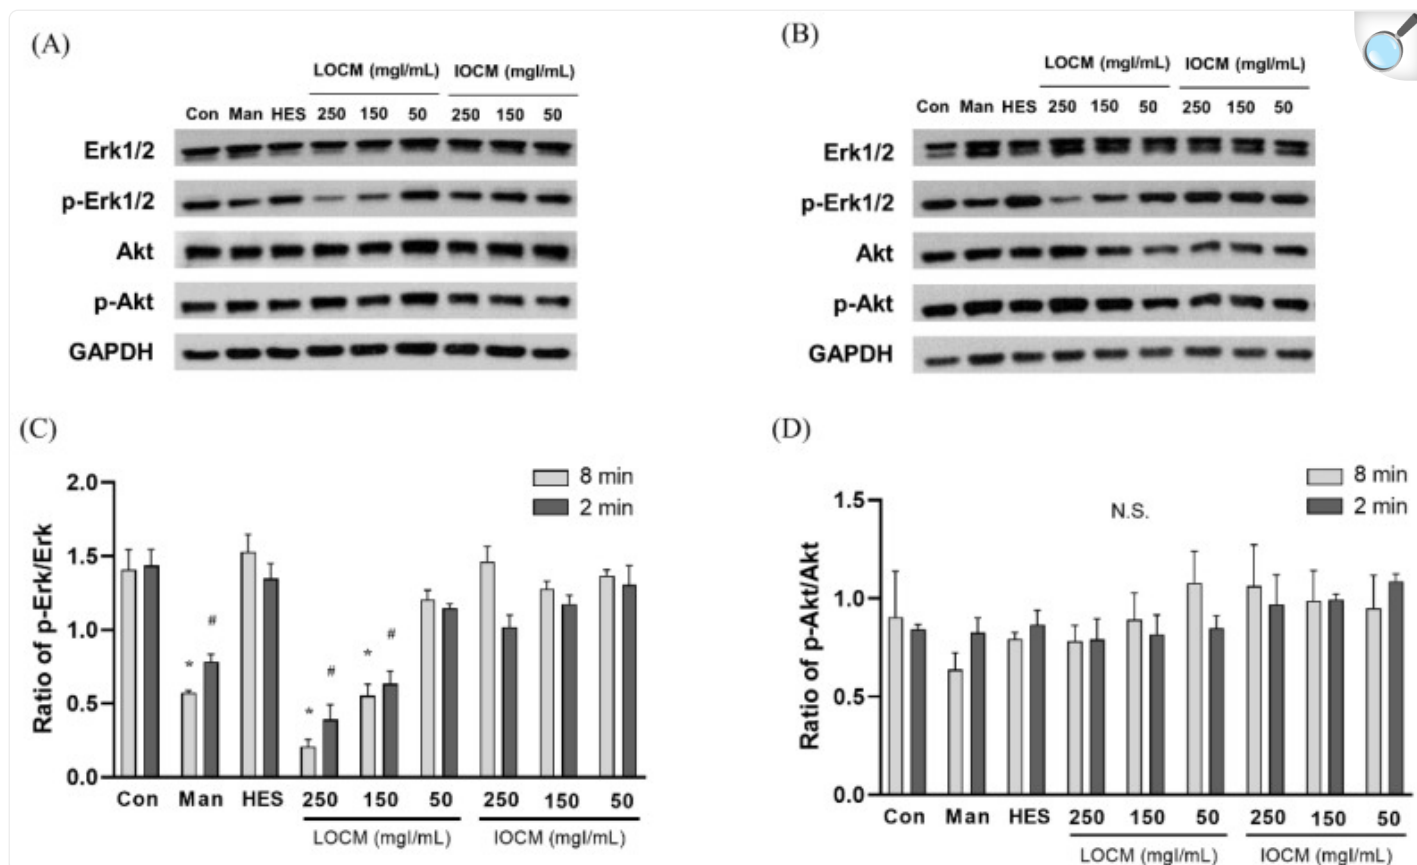 (A)
LOCM (mgI/mL) IOCM (mgI/mL)
Con Man HES 250 150 50 250 150 50
Erk1/2
p-Erk1/2
Akt
p-Akt
GAPDH
(B)
LOCM (mgI/mL) IOCM (mgI/mL)
Con Man HES 250 150 50 250 150 50
Erk1/2
p-Erk1/2
Akt
p-Akt
GAPDH
(C)
8 min
2 min
Ratio of p-Erk/Erk
2.0
1.5
1.0
0.5
0.0
* # * # * #
Con Man HES 250 150 50 250 150 50
LOCM (mgI/mL) IOCM (mgI/mL)
(D)
8 min
2 min
N.S.
Ratio of p-Akt/Akt
1.5
1.0
0.5
0.0
Con Man HES 250 150 50 250 150 50
LOCM (mgI/mL) IOCM (mgI/mL)